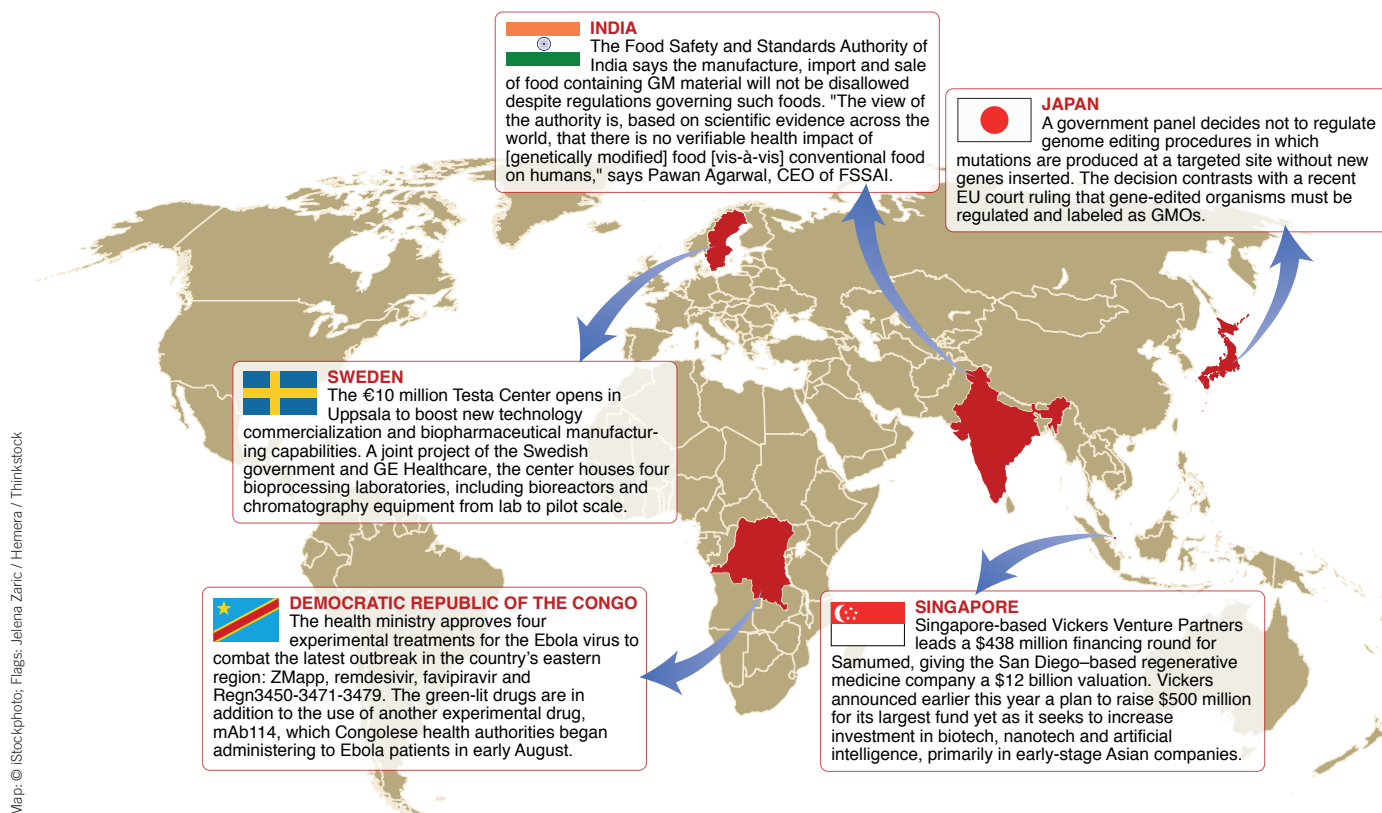 INDIA
The Food Safety and Standards Authority of
India says the manufacture, import and sale
of food containing GM material will not be disallowed
despite regulations governing such foods. "The view of
the authority is, based on scientific evidence across the
world, that there is no verifiable health impact of
[genetically modified] food [vis-à-vis] conventional food
on humans," says Pawan Agarwal, CEO of FSSAI.
JAPAN
A government panel decides not to regulate
genome editing procedures in which
mutations are produced at a targeted site without new
genes inserted. The decision contrasts with a recent
EU court ruling that gene-edited organisms must be
regulated and labeled as GMOs.
SWEDEN
The €10 million Testa Center opens in
Uppsala to boost new technology
commercialization and biopharmaceutical manufactur-
ing capabilities. A joint project of the Swedish
government and GE Healthcare, the center houses four
bioprocessing laboratories, including bioreactors and
chromatography equipment from lab to pilot scale.
DEMOCRATIC REPUBLIC OF THE CONGO
The health ministry approves four
experimental treatments for the Ebola virus to
combat the latest outbreak in the country's eastern
region: ZMapp, remdesivir, favipiravir and
Regn3450-3471-3479. The green-lit drugs are in
addition to the use of another experimental drug,
mAb114, which Congolese health authorities began
administering to Ebola patients in early August.
SINGAPORE
Singapore-based Vickers Venture Partners
leads a $438 million financing round for
Samumed, giving the San Diego–based regenerative
medicine company a $12 billion valuation. Vickers
announced earlier this year a plan to raise $500 million
for its largest fund yet as it seeks to increase
investment in biotech, nanotech and artificial
intelligence, primarily in early-stage Asian companies.
Map: © iStockphoto; Flags: Jelena Zaric / Hemera / Thinkstock